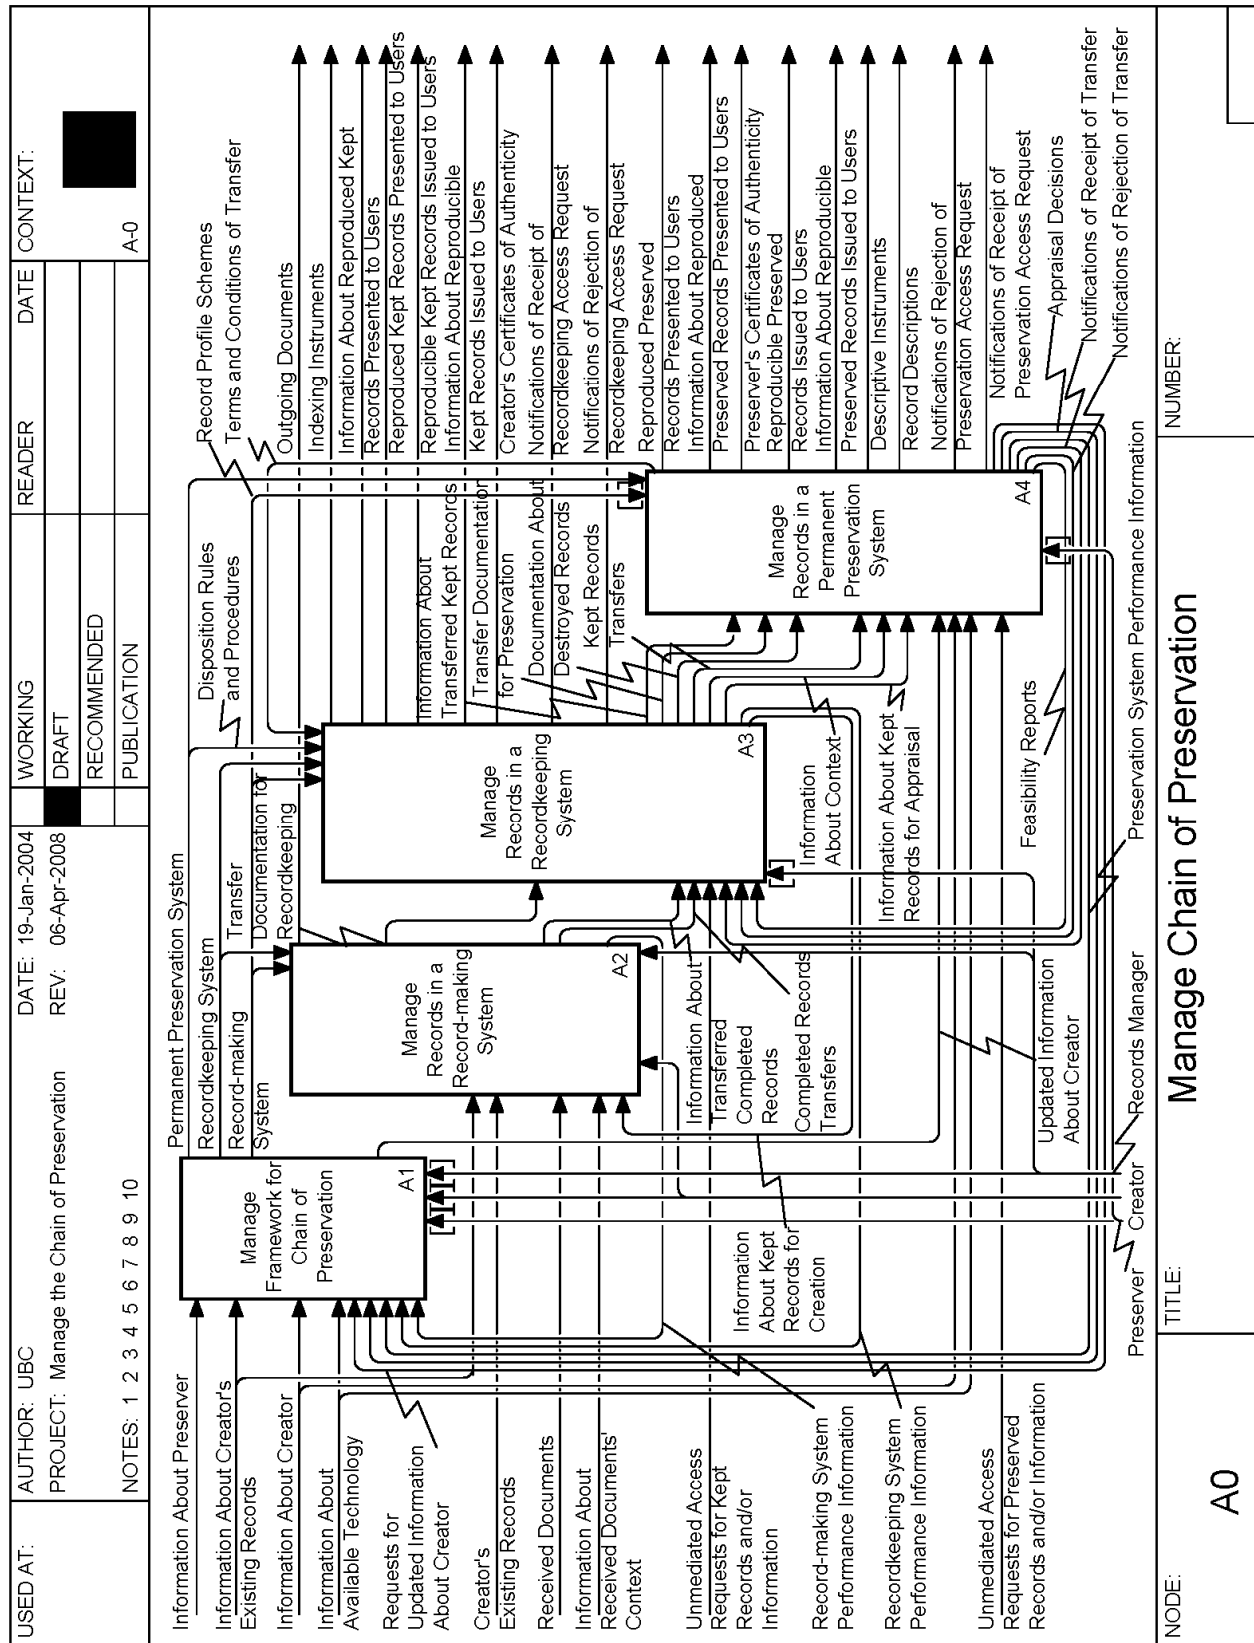 USED AT:
AUTHOR: UBC
PROJECT: Manage the Chain of Preservation
NOTES: 1 2 3 4 5 6 7 8 9 10
DATE: 19-Jan-2004
REV: 06-Apr-2008
WORKING
DRAFT
RECOMMENDED
PUBLICATION
READER
DATE
CONTEXT:
A-0
Information About Preserver
Information About Creator's
Existing Records
Information About Creator
Information About
Available Technology
Requests for
Updated Information
About Creator
Creator's
Existing Records
Received Documents
Information About
Received Documents'
Context
Unmediated Access
Requests for Kept
Records and/or
Information
Record-making System
Performance Information
Recordkeeping System
Performance Information
Unmediated Access
Requests for Preserved
Records and/or Information
Manage
Framework for
Chain of
Preservation
A1
Permanent Preservation System
Recordkeeping System
Record-making
System
Transfer
Documentation for
Recordkeeping
Disposition Rules
and Procedures
Record Profile Schemes
Terms and Conditions of Transfer
Manage
Records in a
Record-making
System
A2
Information About
Transferred
Completed
Records
Completed Records
Transfers
Information
About Kept
Records for
Creation
Manage
Records in a
Recordkeeping
System
A3
Information About
Transferred Kept Records
Transfer Documentation
for Preservation
Documentation About
Destroyed Records
Kept Records
Transfers
Information
About Context
Information About Kept
Records for Appraisal
Manage
Records in a
Permanent
Preservation
System
A4
Outgoing Documents
Indexing Instruments
Information About Reproduced Kept
Records Presented to Users
Reproduced Kept Records Presented to Users
Reproducible Kept Records Issued to Users
Information About Reproducible
Kept Records Issued to Users
Creator's Certificates of Authenticity
Notifications of Receipt of
Recordkeeping Access Request
Notifications of Rejection of
Recordkeeping Access Request
Reproduced Preserved
Records Presented to Users
Information About Reproduced
Preserved Records Presented to Users
Preserver's Certificates of Authenticity
Reproducible Preserved
Records Issued to Users
Information About Reproducible
Preserved Records Issued to Users
Descriptive Instruments
Record Descriptions
Notifications of Rejection of
Preservation Access Request
Notifications of Receipt of
Preservation Access Request
Appraisal Decisions
Notifications of Receipt of Transfer
Notifications of Rejection of Transfer
Feasibility Reports
Preservation System Performance Information
Updated Information
About Creator
Records Manager
Creator
Preserver
NODE:
A0
TITLE:
Manage Chain of Preservation
NUMBER: